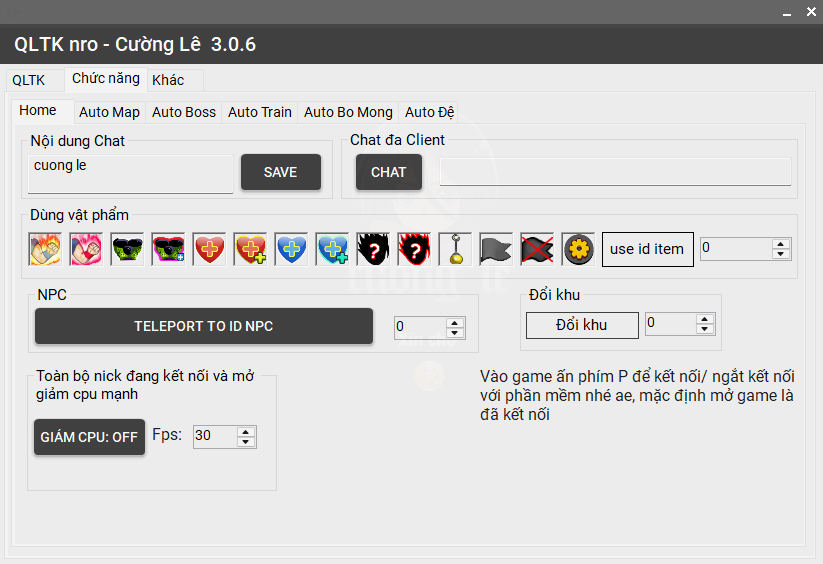 QLTK nro - Cường Lê 3.0.6
QLTK Chức năng Khác
Home Auto Map Auto Boss Auto Train Auto Bo Mong Auto Đệ
Nội dung Chat
cuong le
SAVE
Chat đa Client
CHAT
Dùng vật phẩm
use id item
0
NPC
TELEPORT TO ID NPC
0
Đổi khu
Đổi khu
0
Toàn bộ nick đang kết nối và mở
giảm cpu mạnh
GIẢM CPU: OFF
Fps:
30
Vào game ấn phím P để kết nối/ ngắt kết nối
với phần mềm nhé ae, mặc định mở game là
đã kết nối